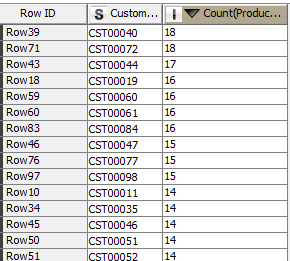 Row ID S Custom... I Count(Produc...
Row39 CST00040 18
Row71 CST00072 18
Row43 CST00044 17
Row18 CST00019 16
Row59 CST00060 16
Row60 CST00061 16
Row83 CST00084 16
Row46 CST00047 15
Row76 CST00077 15
Row97 CST00098 15
Row10 CST00011 14
Row34 CST00035 14
Row45 CST00046 14
Row50 CST00051 14
Row51 CST00052 14